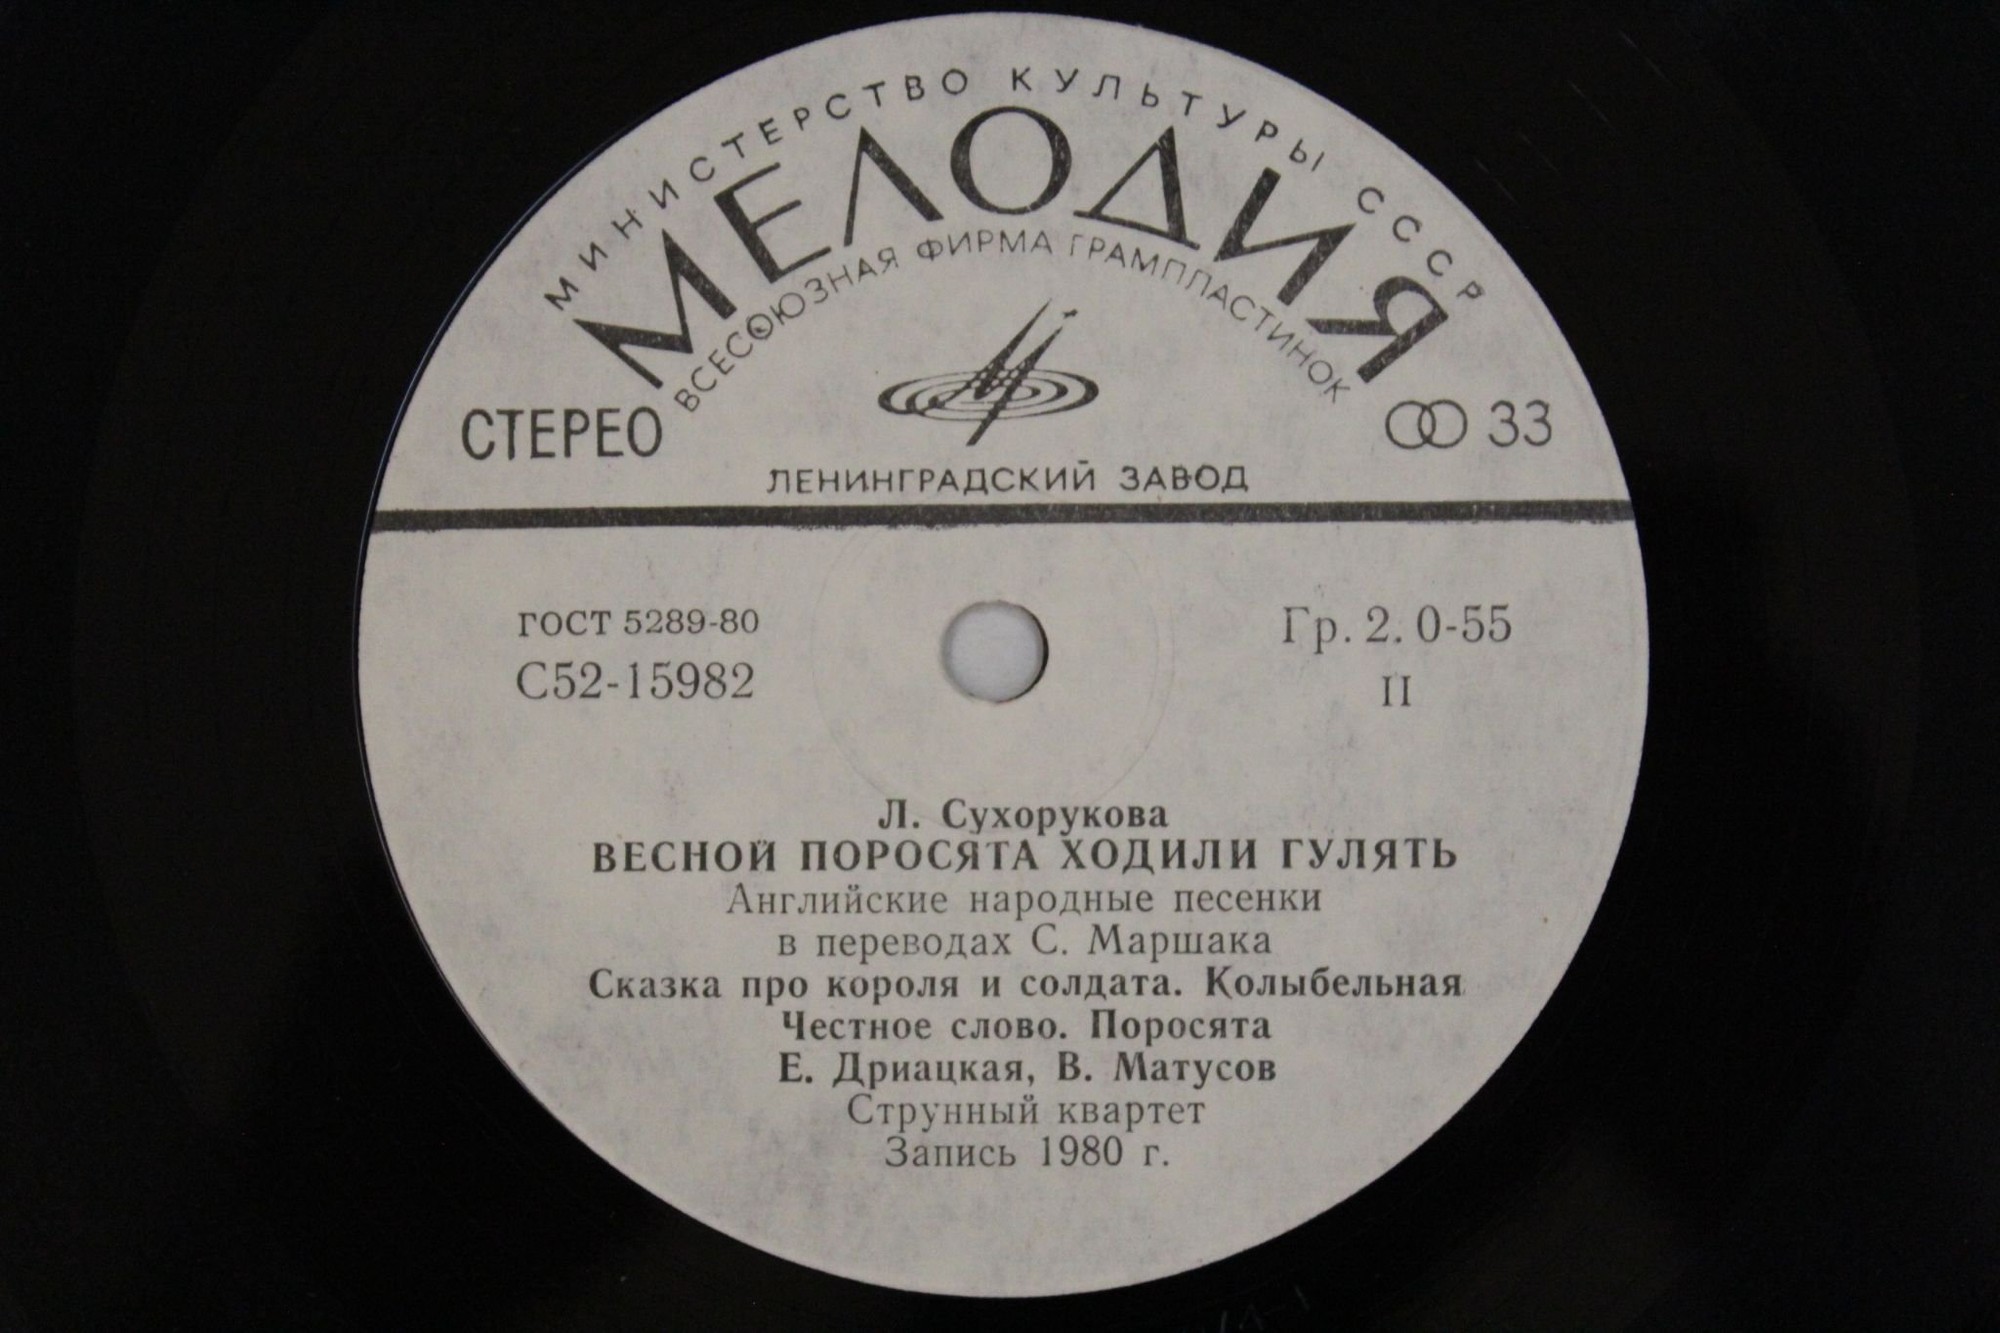 МИНИСТЕРСТВО КУЛЬТУРЫ СССР
МЕЛОДИЯ
ВСЕСОЮЗНАЯ ФИРМА ГРАМПЛАСТИНОК
СТЕРЕО
33
ЛЕНИНГРАДСКИЙ ЗАВОД
ГОСТ 5289-80
С52-15982
Гр. 2. 0-55
II
Л. Сухорукова
ВЕСНОЙ ПОРОСЯТА ХОДИЛИ ГУЛЯТЬ
Английские народные песенки
в переводах С. Маршака
Сказка про короля и солдата. Колыбельная
Честное слово. Поросята
Е. Дриацкая, В. Матусов
Струнный квартет
Запись 1980 г.